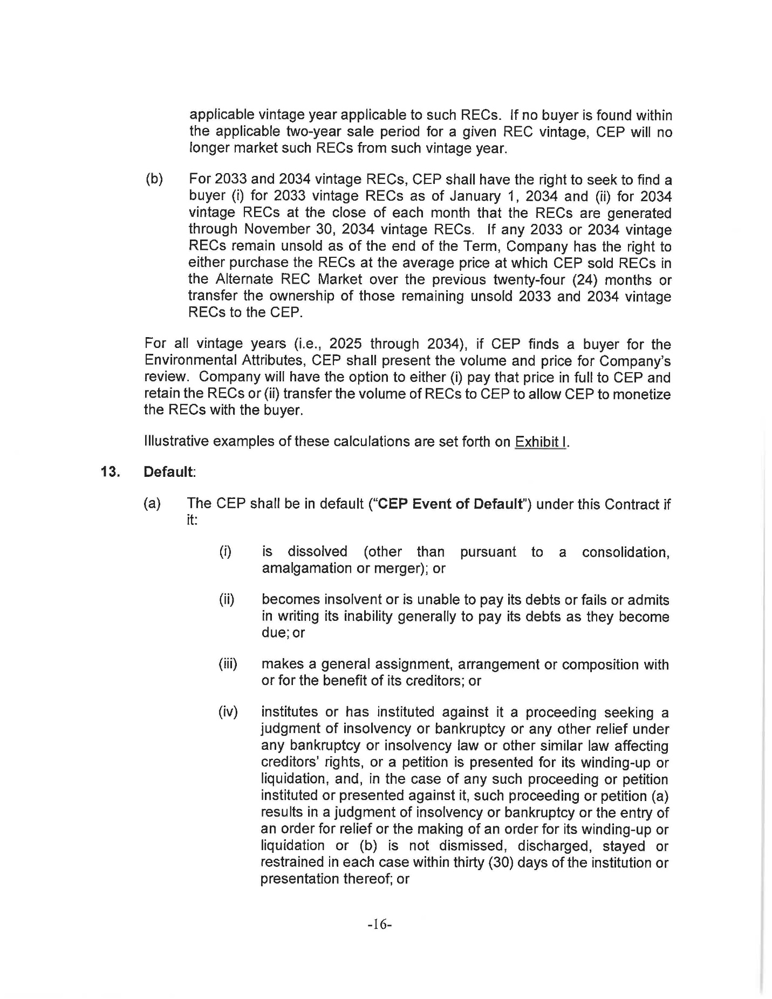 applicable vintage year applicable to such RECs. If no buyer is found within
the applicable two-year sale period for a given REC vintage, CEP will no
longer market such RECs from such vintage year.
(b) For 2033 and 2034 vintage RECs, CEP shall have the right to seek to find a
buyer (i) for 2033 vintage RECs as of January 1, 2034 and (ii) for 2034
vintage RECs at the close of each month that the RECs are generated
through November 30, 2034 vintage RECs. If any 2033 or 2034 vintage
RECs remain unsold as of the end of the Term, Company has the right to
either purchase the RECs at the average price at which CEP sold RECs in
the Alternate REC Market over the previous twenty-four (24) months or
transfer the ownership of those remaining unsold 2033 and 2034 vintage
RECs to the CEP.
For all vintage years (i.e., 2025 through 2034), if CEP finds a buyer for the
Environmental Attributes, CEP shall present the volume and price for Company's
review. Company will have the option to either (i) pay that price in full to CEP and
retain the RECs or (ii) transfer the volume of RECs to CEP to allow CEP to monetize
the RECs with the buyer.
Illustrative examples of these calculations are set forth on Exhibit I.
13. Default:
(a) The CEP shall be in default ("CEP Event of Default") under this Contract if
it:
(i) is dissolved (other than pursuant to a consolidation,
amalgamation or merger); or
(ii) becomes insolvent or is unable to pay its debts or fails or admits
in writing its inability generally to pay its debts as they become
due; or
(iii) makes a general assignment, arrangement or composition with
or for the benefit of its creditors; or
(iv) institutes or has instituted against it a proceeding seeking a
judgment of insolvency or bankruptcy or any other relief under
any bankruptcy or insolvency law or other similar law affecting
creditors' rights, or a petition is presented for its winding-up or
liquidation, and, in the case of any such proceeding or petition
instituted or presented against it, such proceeding or petition (a)
results in a judgment of insolvency or bankruptcy or the entry of
an order for relief or the making of an order for its winding-up or
liquidation or (b) is not dismissed, discharged, stayed or
restrained in each case within thirty (30) days of the institution or
presentation thereof; or
-16-